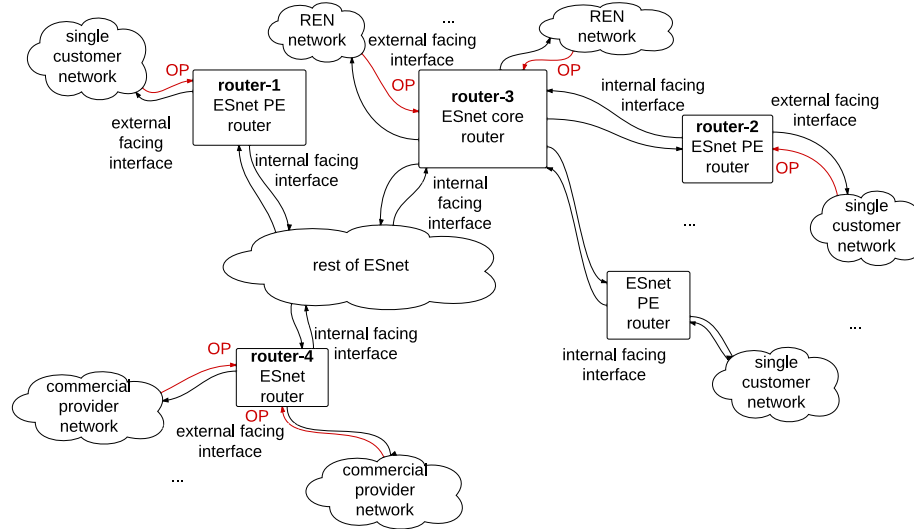 ...
single
customer
network
OP
router-1
ESnet PE
router
external
facing
interface
internal facing
interface
REN
network
external facing
interface
OP
router-3
ESnet core
router
REN
network
OP
internal facing
interface
internal
facing
interface
router-2
ESnet PE
router
external facing
interface
OP
single
customer
network
...
rest of ESnet
ESnet
PE
router
internal facing
interface
...
single
customer
network
internal facing
interface
OP
router-4
ESnet
router
commercial
provider
network
OP
external facing
interface
...
commercial
provider
network